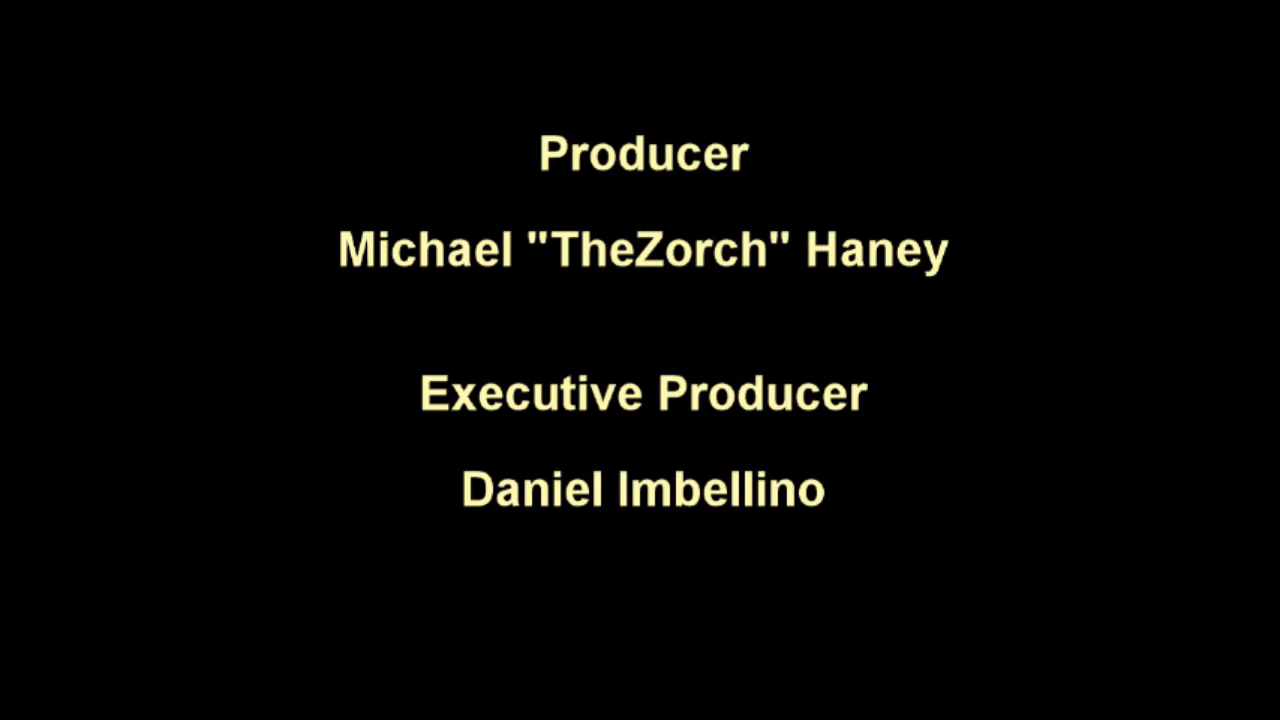 Producer
Michael "TheZorch" Haney
Executive Producer
Daniel Imbellino